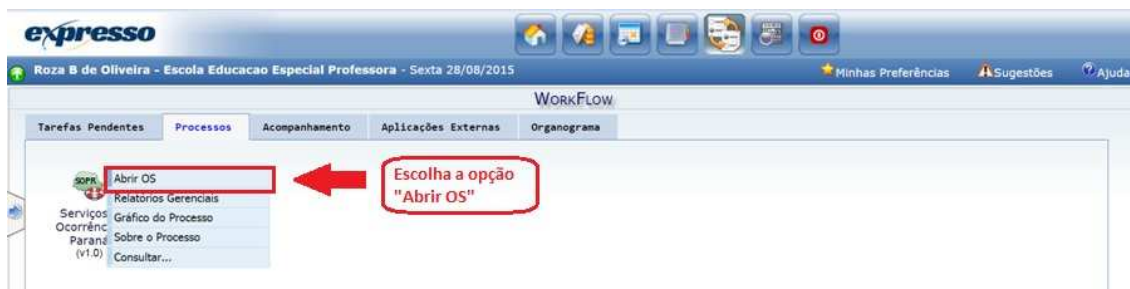 expresso
Roza B de Oliveira - Escola Educacao Especial Professora - Sexta 28/08/2015
Minhas Preferências
Sugestões
Ajuda
WorkFlow
Tarefas Pendentes
Processos
Acompanhamento
Aplicações Externas
Organograma
SOPR
Serviços
Ocorrênc
Paraná
(v1.0)
Abrir OS
Relatórios Gerenciais
Gráfico do Processo
Sobre o Processo
Consultar...
Escolha a opção
"Abrir OS"